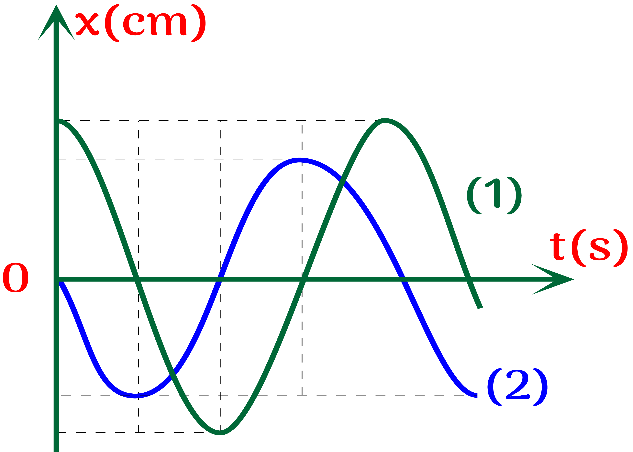 x(cm)
(1)
t(s)
0
(2)